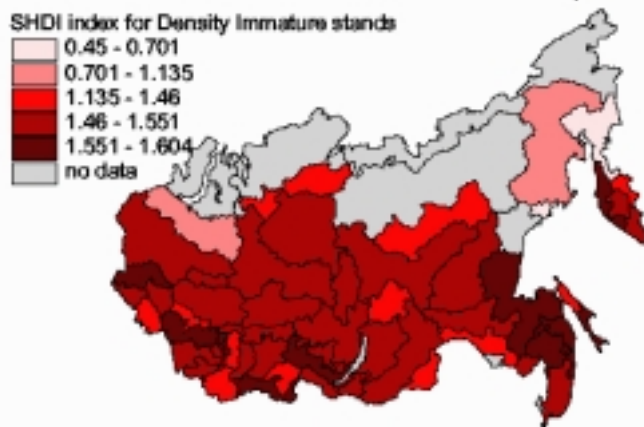 SHDI index for Density Immature stands
0.45 - 0.701
0.701 - 1.135
1.135 - 1.46
1.46 - 1.551
1.551 - 1.604
no data